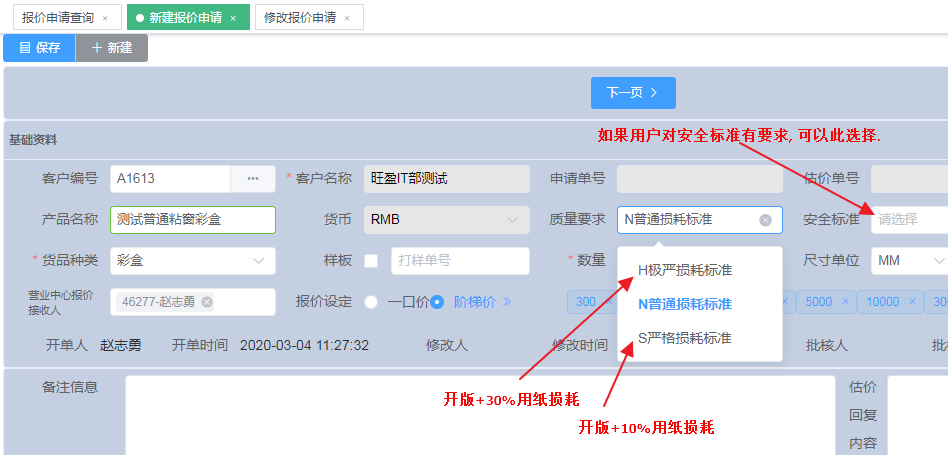 报价申请查询 × 新建报价申请 × 修改报价申请 ×
保存 新建
下一页
如果用户对安全标准有要求, 可以此选择.
基础资料
客户编号 A1613 ··· * 客户名称 旺盈IT部测试 申请单号 估价单号
产品名称 测试普通粘窗彩盒 货币 RMB 质量要求 N普通损耗标准 安全标准 请选择
* 货品种类 彩盒 样板 打样单号 * 数量 尺寸单位 MM
H极严损耗标准
N普通损耗标准
S严格损耗标准
营业中心报价
接收人 46277-赵志勇 报价设定 一口价 阶梯价 300 × 5000 × 10000 × 30
开单人 赵志勇 开单时间 2020-03-04 11:27:32 修改人 修改时间 批核人 批
开版+30%用纸损耗
开版+10%用纸损耗
备注信息
估价
回复
内容